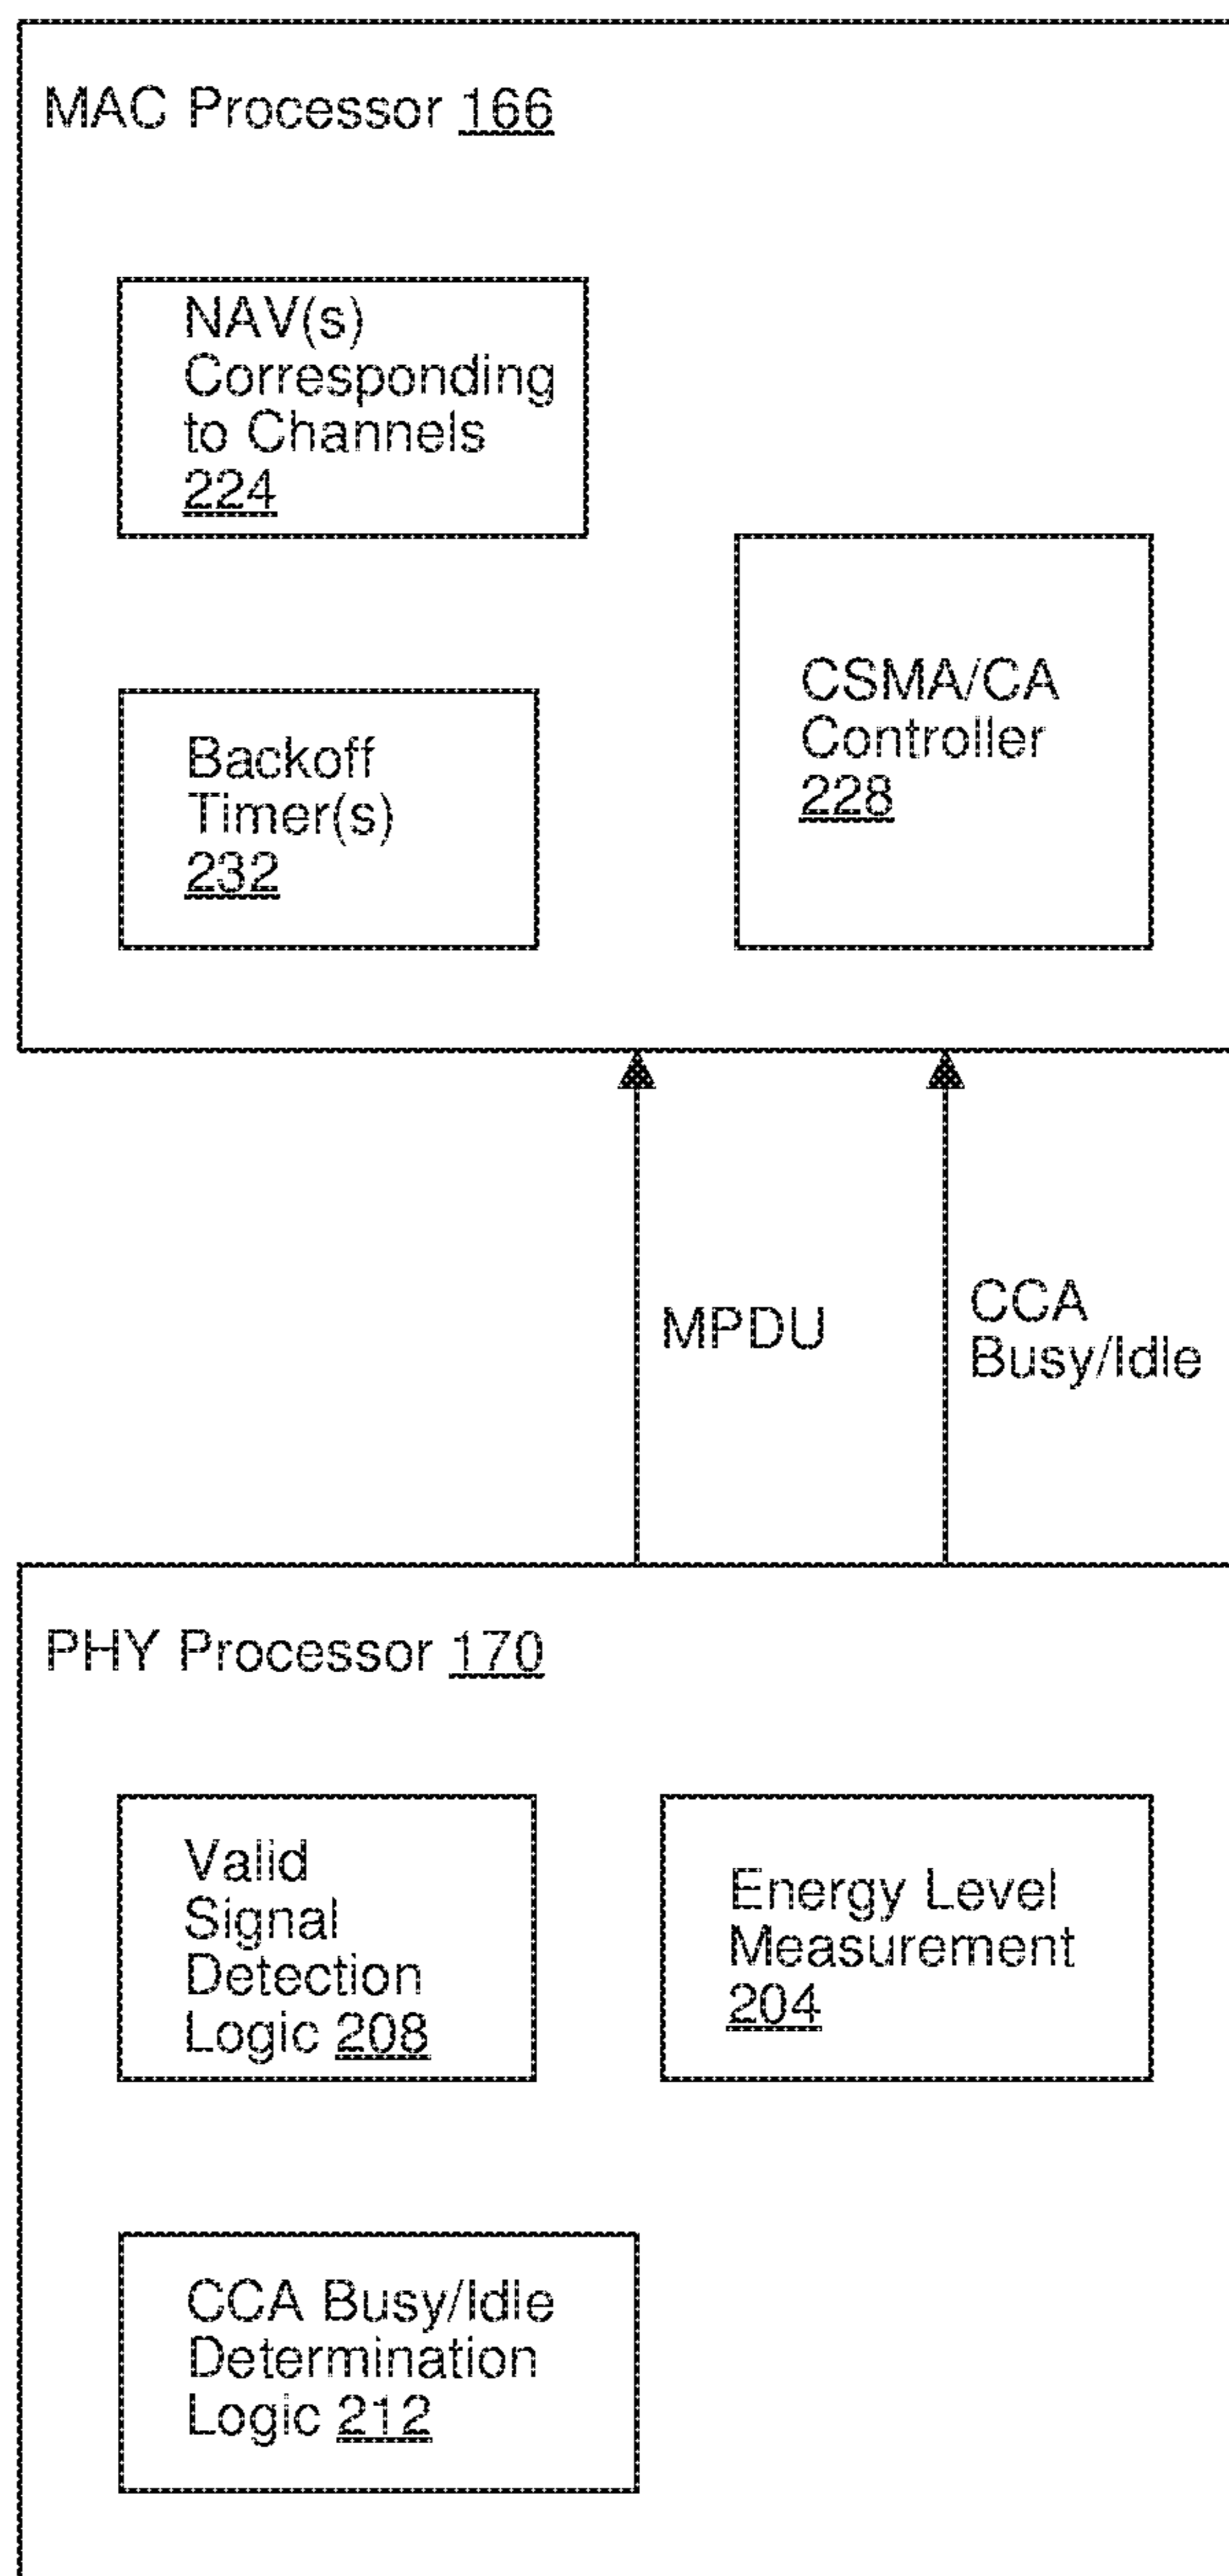 MAC Processor 166
NAV(s)
Corresponding
to Channels
224
CSMA/CA
Controller
228
Backoff
Timer(s)
232
MPDU
CCA
Busy/Idle
PHY Processor 170
Valid
Signal
Detection
Logic 208
Energy Level
Measurement
204
CCA Busy/Idle
Determination
Logic 212